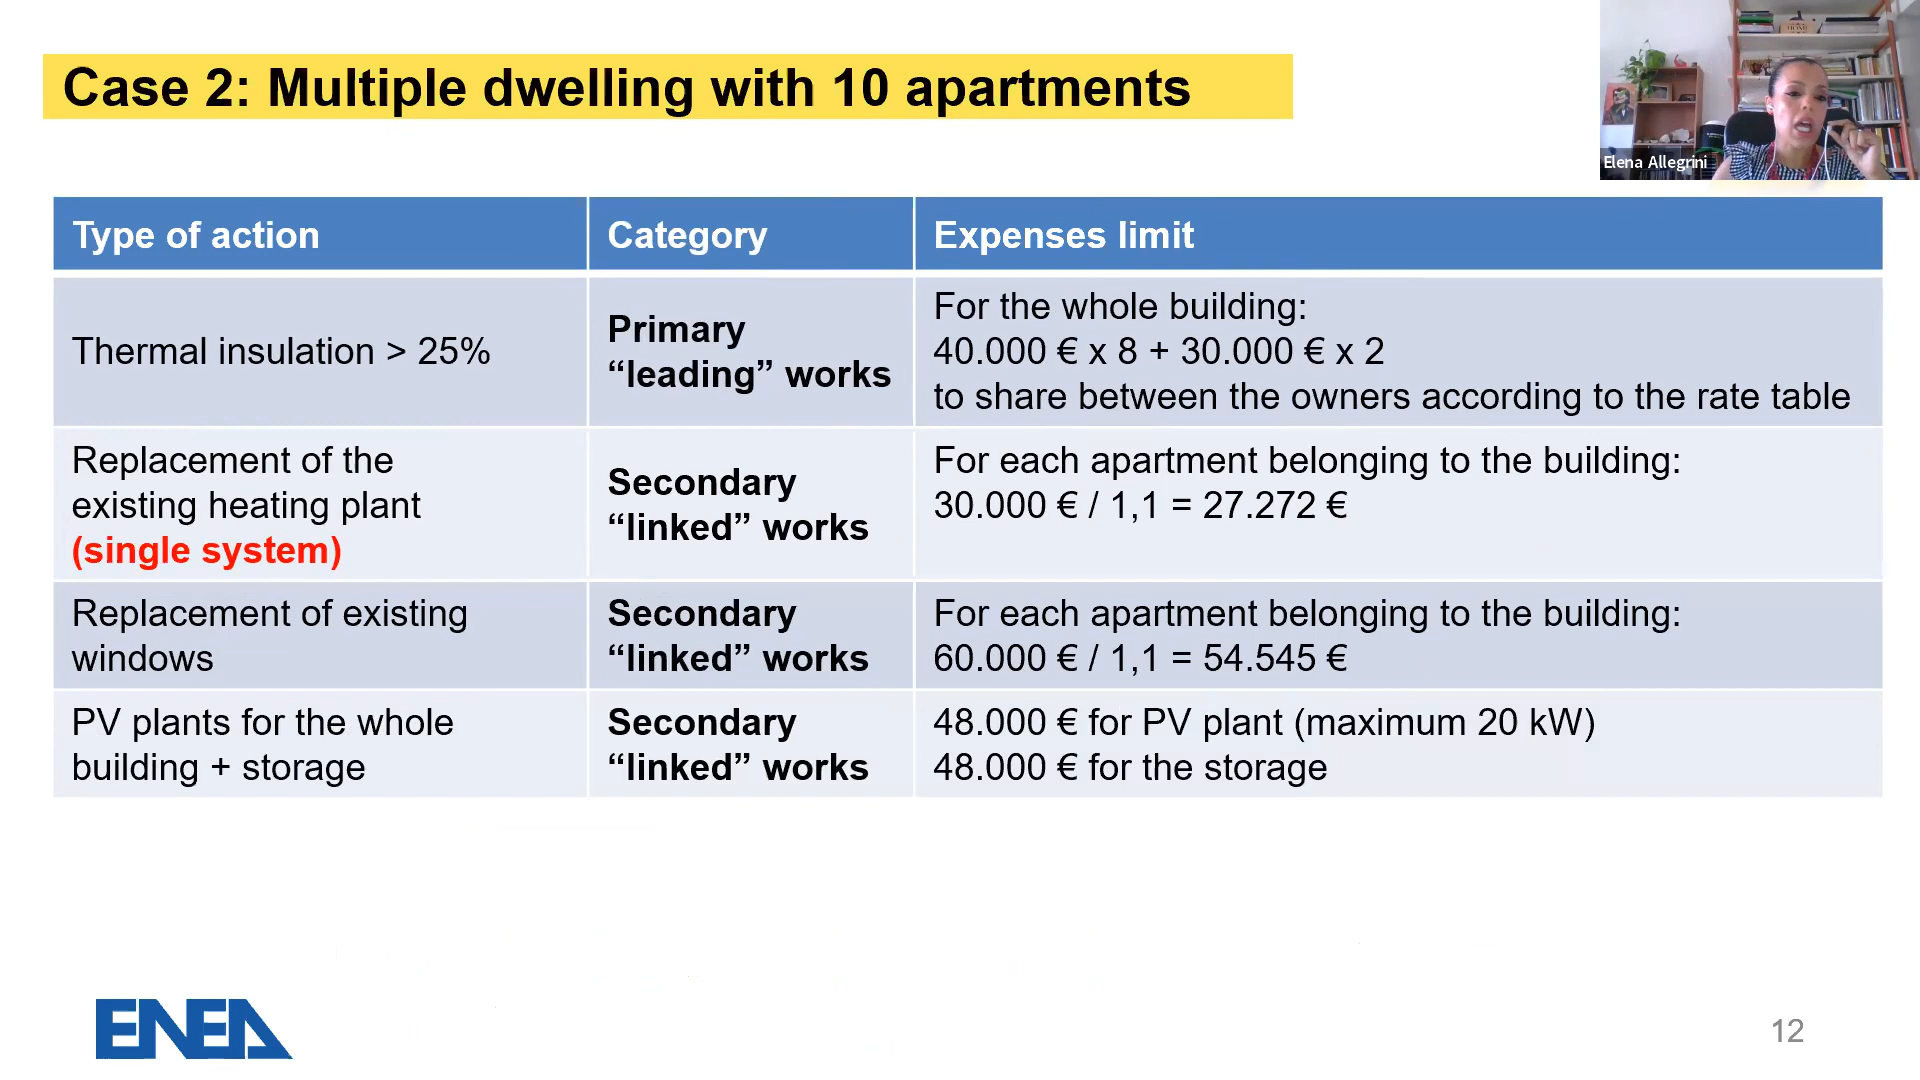 Case 2: Multiple dwelling with 10 apartments
Elena Allegrini
Type of action
Category
Expenses limit
Thermal insulation > 25%
Primary
“leading” works
For the whole building:
40.000 € x 8 + 30.000 € x 2
to share between the owners according to the rate table
Replacement of the
existing heating plant
(single system)
Secondary
“linked” works
For each apartment belonging to the building:
30.000 € / 1,1 = 27.272 €
Replacement of existing
windows
Secondary
“linked” works
For each apartment belonging to the building:
60.000 € / 1,1 = 54.545 €
PV plants for the whole
building + storage
Secondary
“linked” works
48.000 € for PV plant (maximum 20 kW)
48.000 € for the storage
ENEA
12